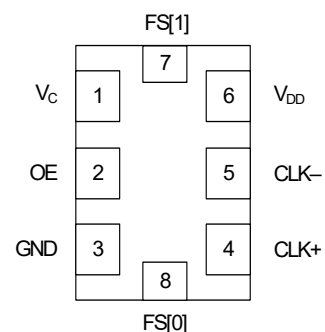 FS[1]
7
V_C 1 6 V_DD
OE 2 5 CLK–
GND 3 4 CLK+
8
FS[0]